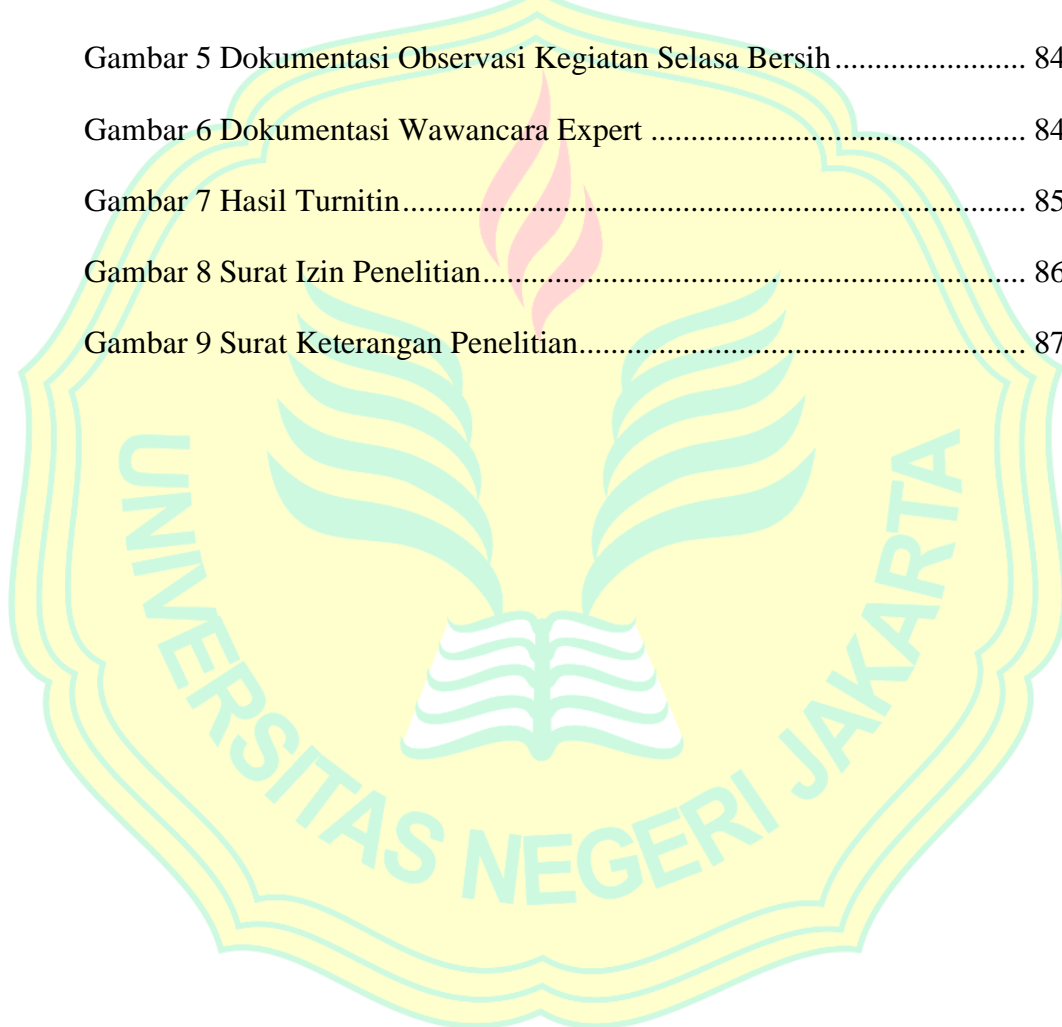 Gambar 5 Dokumentasi Observasi Kegiatan Selasa Bersih........................ 84
Gambar 6 Dokumentasi Wawancara Expert ............................................... 84
Gambar 7 Hasil Turnitin.............................................................................. 85
Gambar 8 Surat Izin Penelitian.................................................................... 86
Gambar 9 Surat Keterangan Penelitian........................................................ 87
UNIVERSITAS NEGERI JAKARTA